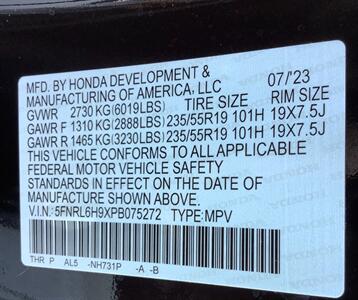 MFD. BY HONDA DEVELOPMENT &
MANUFACTURING OF AMERICA, LLC 07/'23
GVWR 2730 KG(6019LBS) TIRE SIZE RIM SIZE
GAWR F 1310 KG(2888LBS) 235/55R19 101H 19X7.5J
GAWR R 1465 KG(3230LBS) 235/55R19 101H 19X7.5J
THIS VEHICLE CONFORMS TO ALL APPLICABLE
FEDERAL MOTOR VEHICLE SAFETY STANDARDS
IN EFFECT ON THE DATE OF MANUFACTURE
SHOWN ABOVE.
V.I.N:5FNRL6H9XPB075272 TYPE:MPV
THR P AL5 -NH731P -A -B